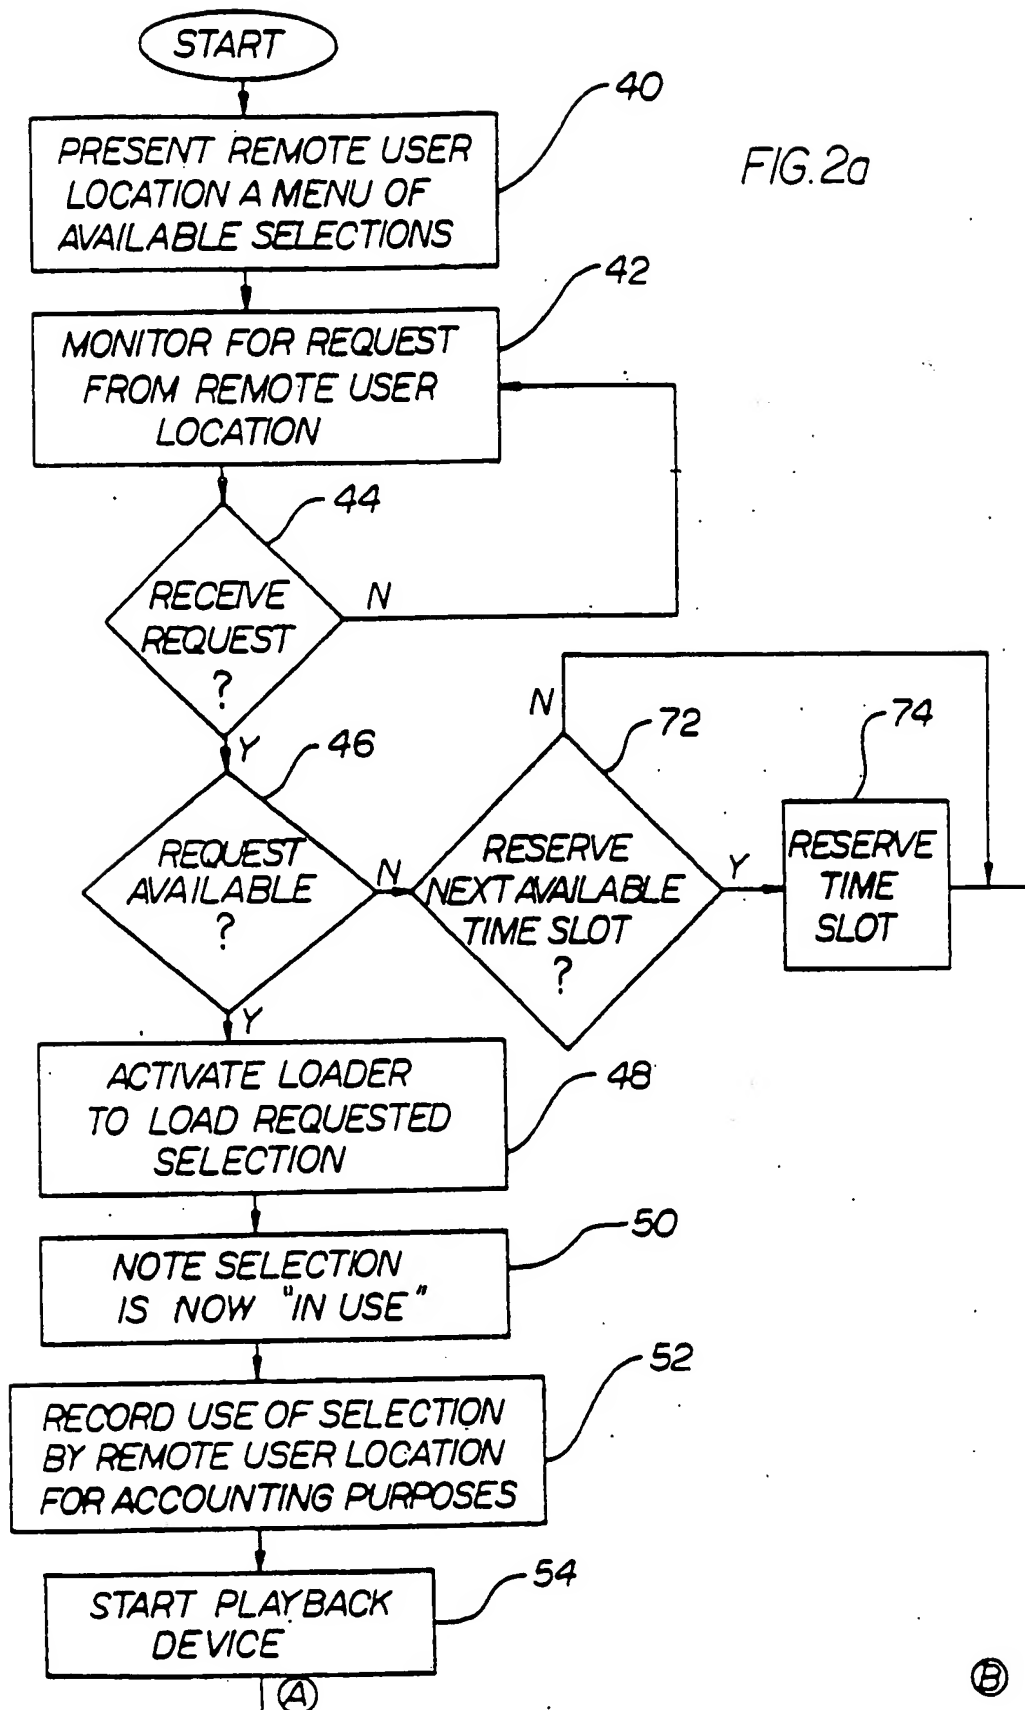 START
40
PRESENT REMOTE USER
LOCATION A MENU OF
AVAILABLE SELECTIONS
FIG. 2a
42
MONITOR FOR REQUEST
FROM REMOTE USER
LOCATION
44
RECEIVE
REQUEST
?
N
Y
46
REQUEST
AVAILABLE
?
N
72
RESERVE
NEXT AVAILABLE
TIME SLOT
?
N
Y
74
RESERVE
TIME
SLOT
Y
ACTIVATE LOADER
TO LOAD REQUESTED
SELECTION
48
NOTE SELECTION
IS NOW "IN USE"
50
RECORD USE OF SELECTION
BY REMOTE USER LOCATION
FOR ACCOUNTING PURPOSES
52
START PLAYBACK
DEVICE
54
A
B